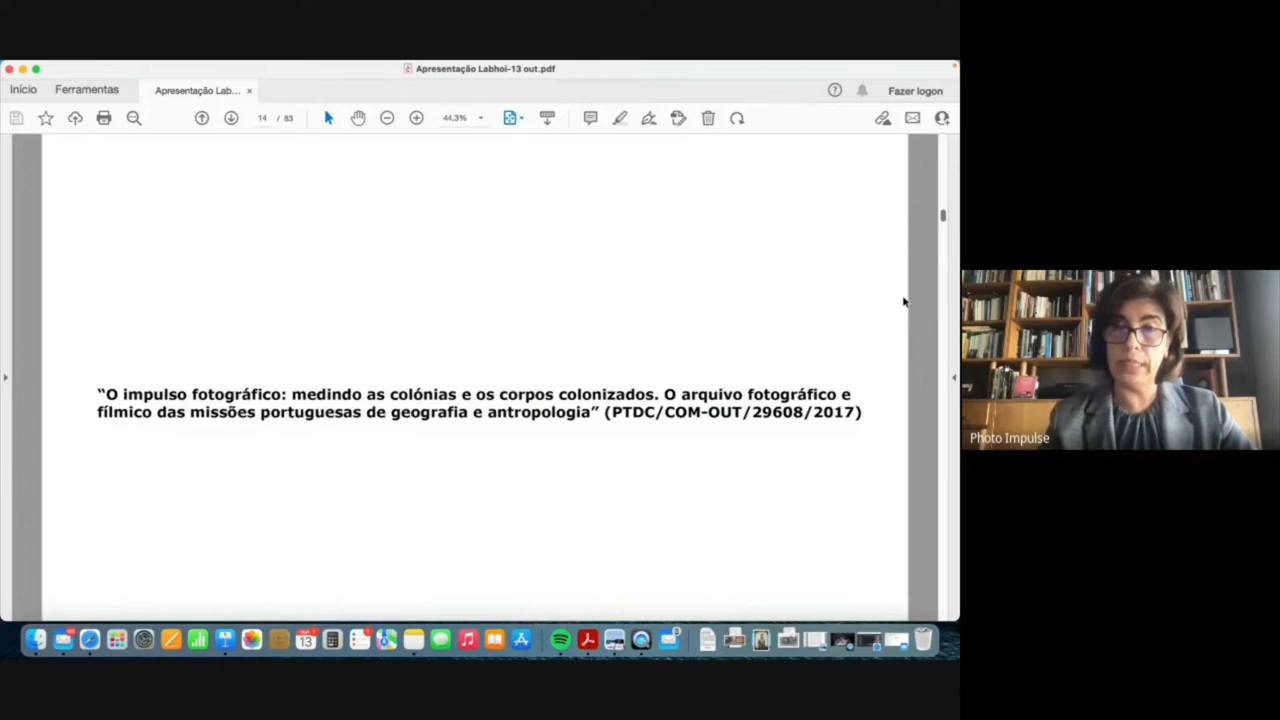 Apresentação Labhoi-13 out.pdf
Início Ferramentas Apresentação Lab... × Fazer logon
14 / 83 44,3%
“O impulso fotográfico: medindo as colónias e os corpos colonizados. O arquivo fotográfico e
fílmico das missões portuguesas de geografia e antropologia” (PTDC/COM-OUT/29608/2017)
Photo Impulse
13